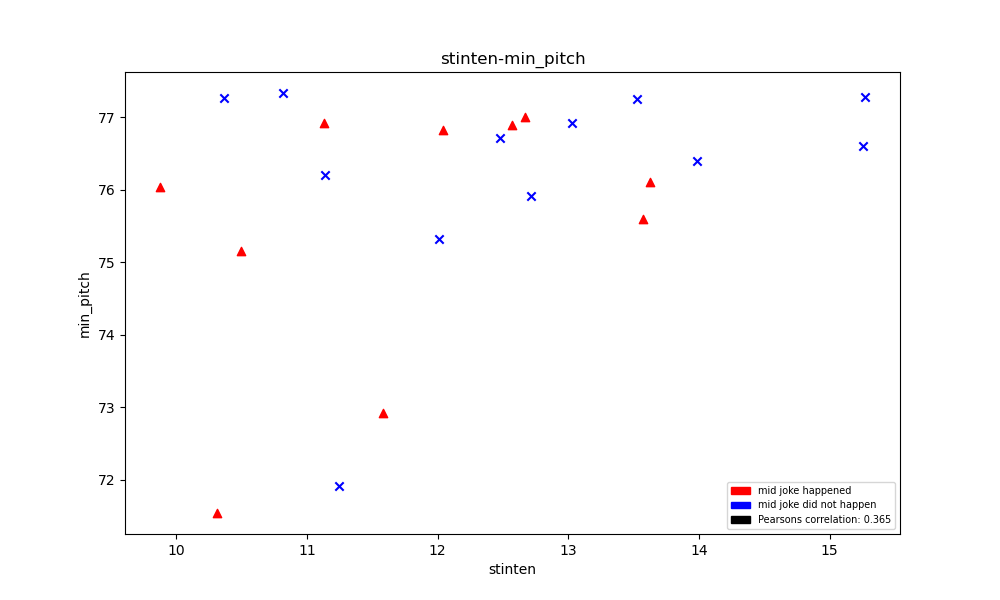 stinten-min_pitch
min_pitch
77
76
75
74
73
72
10 11 12 13 14 15
stinten
mid joke happened
mid joke did not happen
Pearsons correlation: 0.365